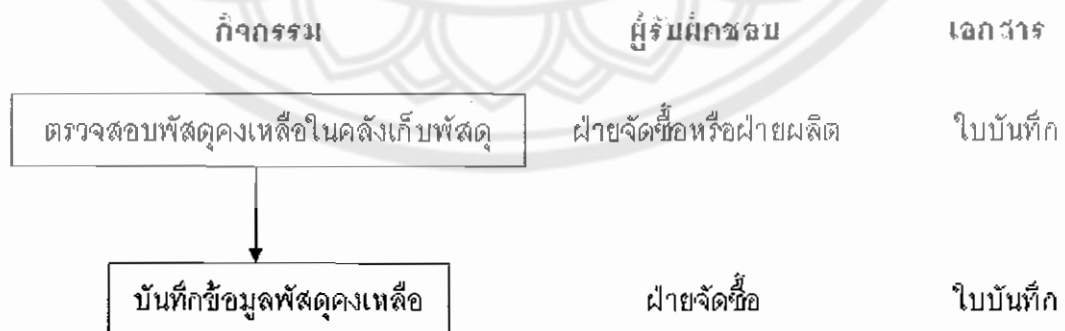 กิจกรรม ผู้รับผิดชอบ เอกสาร
ตรวจสอบพัสดุคงเหลือในคลังเก็บพัสดุ ฝ่ายจัดซื้อหรือฝ่ายผลิต ใบบันทึก
บันทึกข้อมูลพัสดุคงเหลือ ฝ่ายจัดซื้อ ใบบันทึก